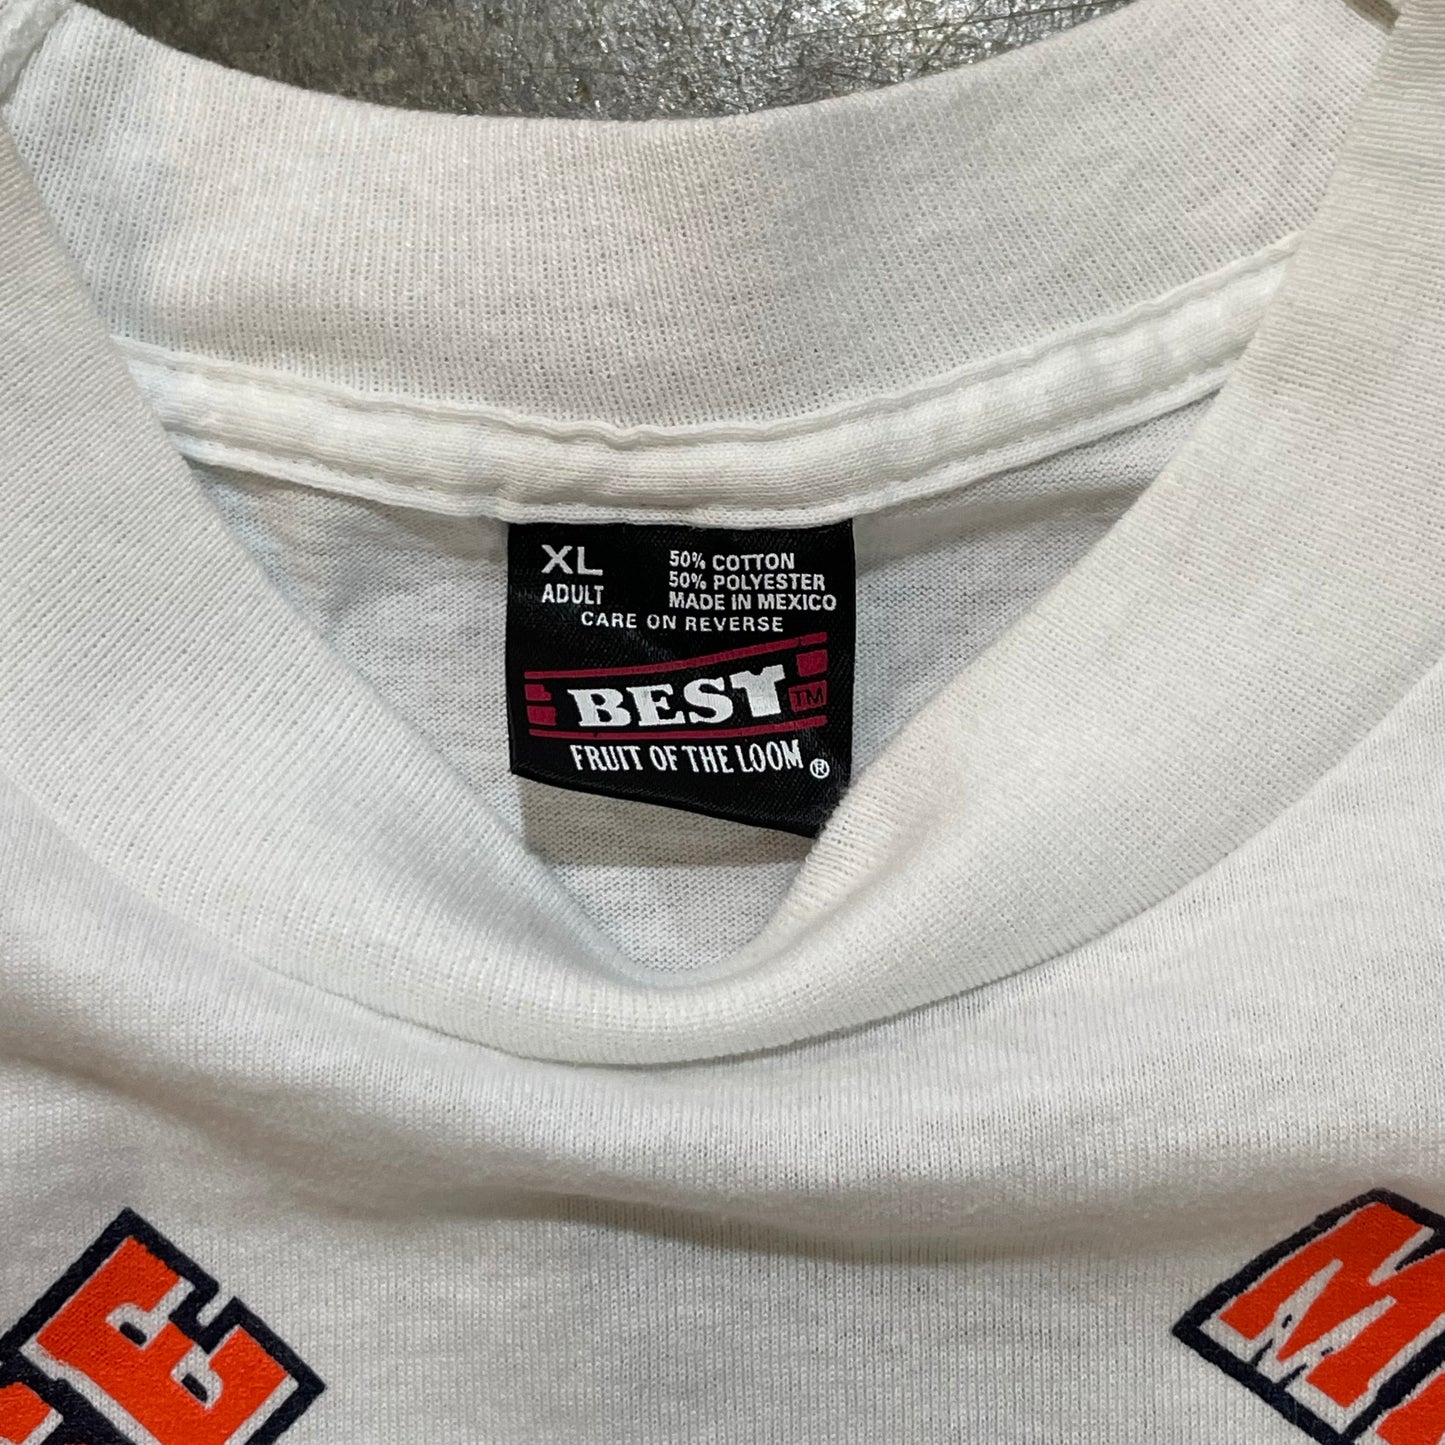 XL
ADULT
50% COTTON
50% POLYESTER
MADE IN MEXICO
CARE ON REVERSE
BEST TM
FRUIT OF THE LOOM ®
E M